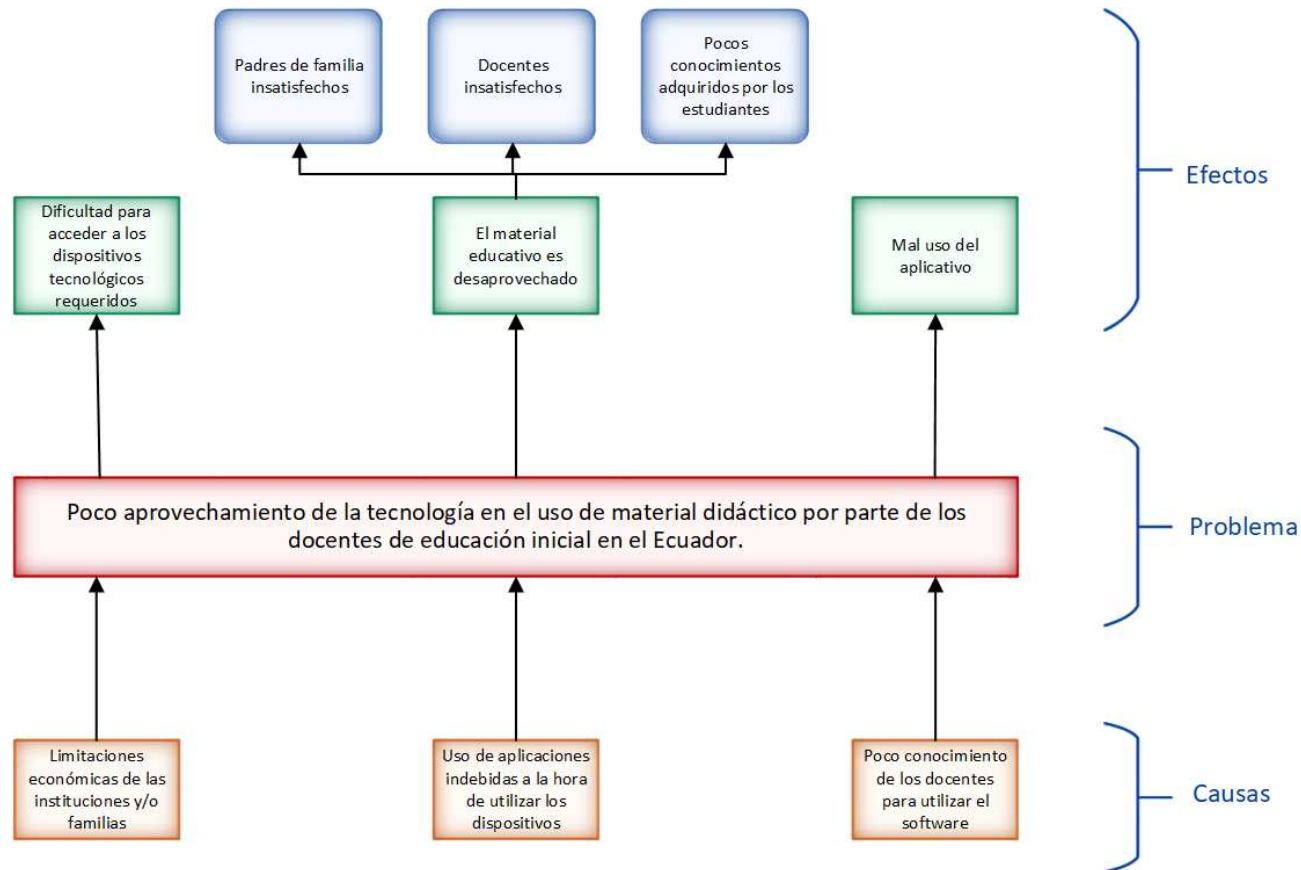 Padres de familia
insatisfechos
Docentes
insatisfechos
Pocos
conocimientos
adquiridos por los
estudiantes
Efectos
Dificultad para
acceder a los
dispositivos
tecnológicos
requeridos
El material
educativo es
desaprovechado
Mal uso del
aplicativo
Poco aprovechamiento de la tecnología en el uso de material didáctico por parte de los
docentes de educación inicial en el Ecuador.
Problema
Limitaciones
económicas de las
instituciones y/o
familias
Uso de aplicaciones
indebidas a la hora
de utilizar los
dispositivos
Poco conocimiento
de los docentes
para utilizar el
software
Causas